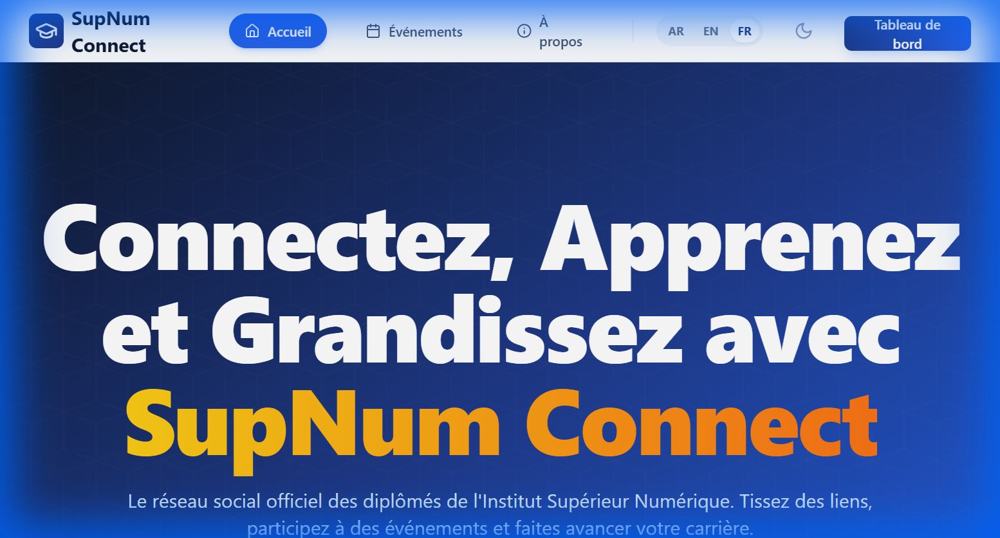 SupNum
Connect
Accueil
Événements
À
propos
AR
EN
FR
Tableau de
bord
Connectez, Apprenez
et Grandissez avec
SupNum Connect
Le réseau social officiel des diplômés de l'Institut Supérieur Numérique. Tissez des liens,
participez à des événements et faites avancer votre carrière.